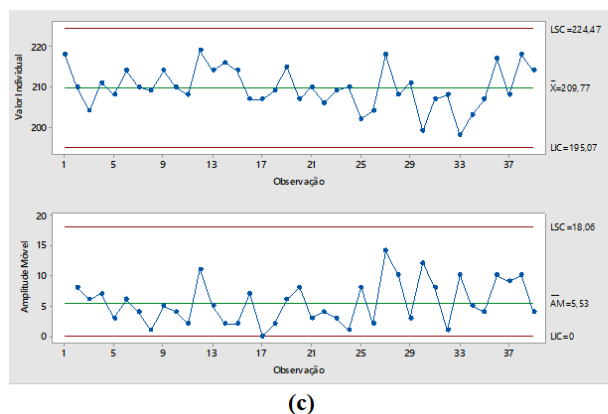 LSC=224,47
220
Valor Individual
210
X̿=209,77
200
LIC=195,07
1 5 9 13 17 21 25 29 33 37
Observação
20
LSC=18,06
15
Amplitude Móvel
10
5
A̅M̅=5,53
0
LIC=0
1 5 9 13 17 21 25 29 33 37
Observação
(c)